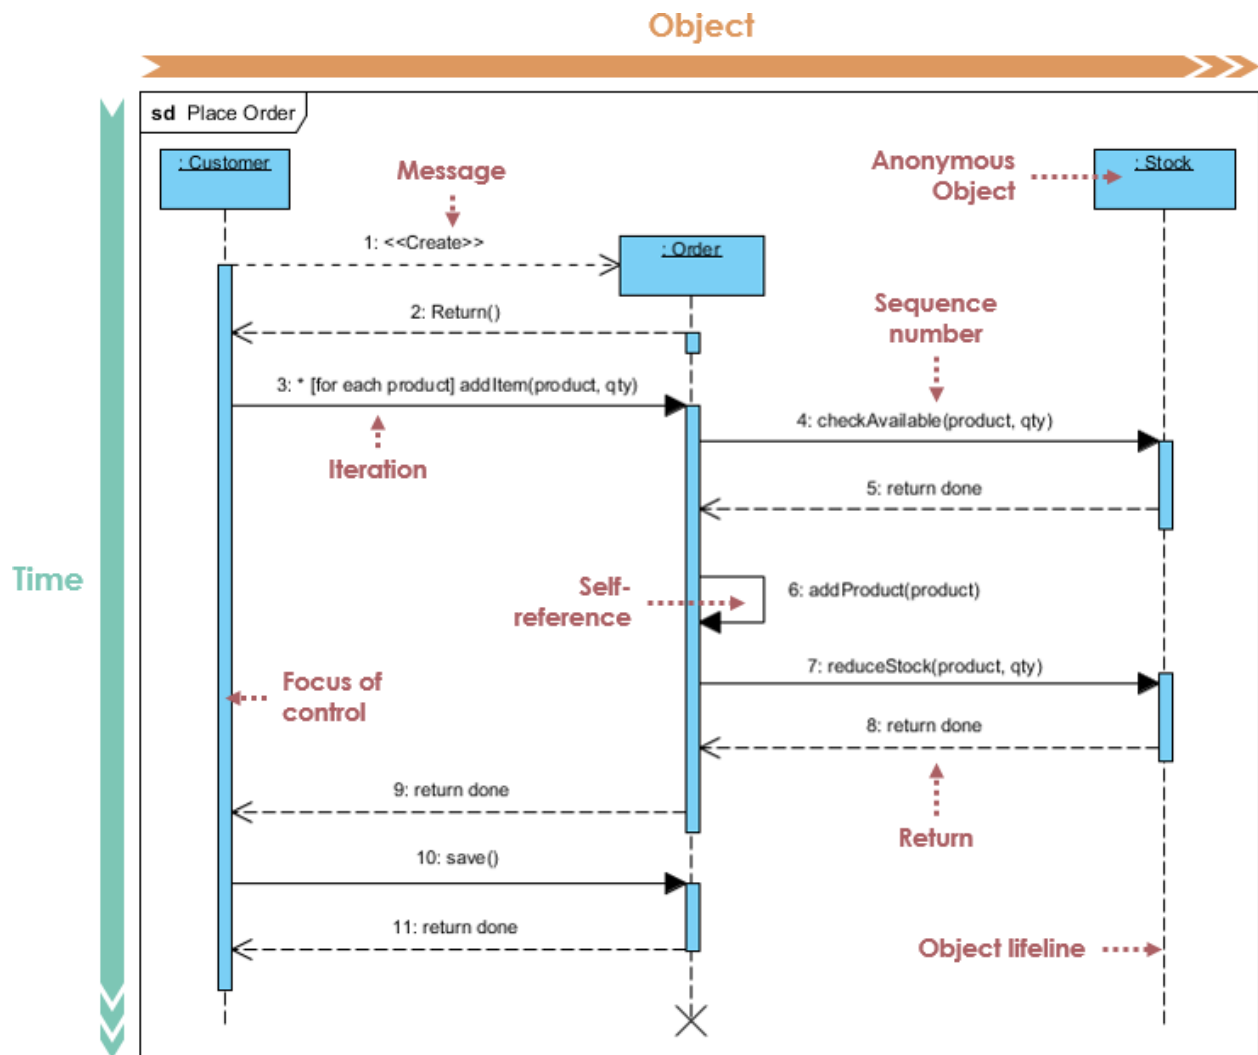 Object
sd Place Order
: Customer
Message
Anonymous
Object
: Stock
1: <<Create>>
: Order
2: Return()
Sequence
number
3: * [for each product] addItem(product, qty)
4: checkAvailable(product, qty)
Iteration
5: return done
Time
Self-
reference
6: addProduct(product)
7: reduceStock(product, qty)
Focus of
control
8: return done
9: return done
Return
10: save()
11: return done
Object lifeline